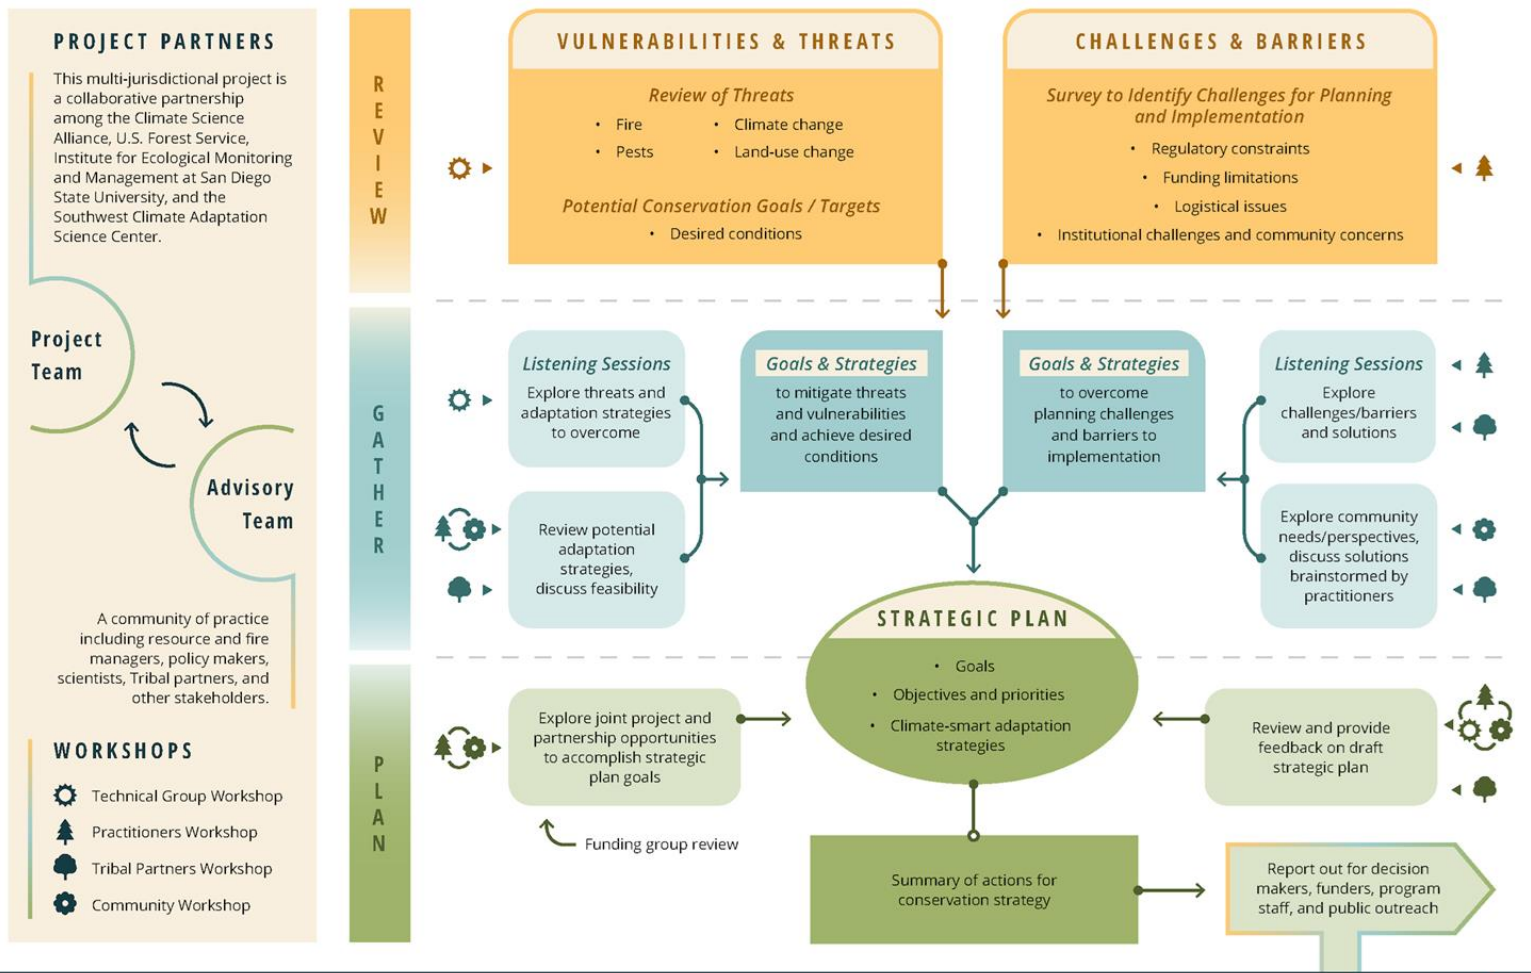 PROJECT PARTNERS
This multi-jurisdictional project is
a collaborative partnership
among the Climate Science
Alliance, U.S. Forest Service,
Institute for Ecological Monitoring
and Management at San Diego
State University, and the
Southwest Climate Adaptation
Science Center.
Project
Team
Advisory
Team
A community of practice
including resource and fire
managers, policy makers,
scientists, Tribal partners, and
other stakeholders.
WORKSHOPS
Technical Group Workshop
Practitioners Workshop
Tribal Partners Workshop
Community Workshop
REVIEW
VULNERABILITIES & THREATS
Review of Threats
• Fire
• Climate change
• Pests
• Land-use change
Potential Conservation Goals / Targets
• Desired conditions
CHALLENGES & BARRIERS
Survey to Identify Challenges for Planning
and Implementation
• Regulatory constraints
• Funding limitations
• Logistical issues
• Institutional challenges and community concerns
GATHER
Listening Sessions
Explore threats and
adaptation strategies
to overcome
Review potential
adaptation
strategies,
discuss feasibility
Goals & Strategies
to mitigate threats
and vulnerabilities
and achieve desired
conditions
Goals & Strategies
to overcome
planning challenges
and barriers to
implementation
Listening Sessions
Explore
challenges/barriers
and solutions
Explore community
needs/perspectives,
discuss solutions
brainstormed by
practitioners
PLAN
STRATEGIC PLAN
• Goals
• Objectives and priorities
• Climate-smart adaptation
strategies
Explore joint project and
partnership opportunities
to accomplish strategic
plan goals
Funding group review
Review and provide
feedback on draft
strategic plan
Summary of actions for
conservation strategy
Report out for decision
makers, funders, program
staff, and public outreach